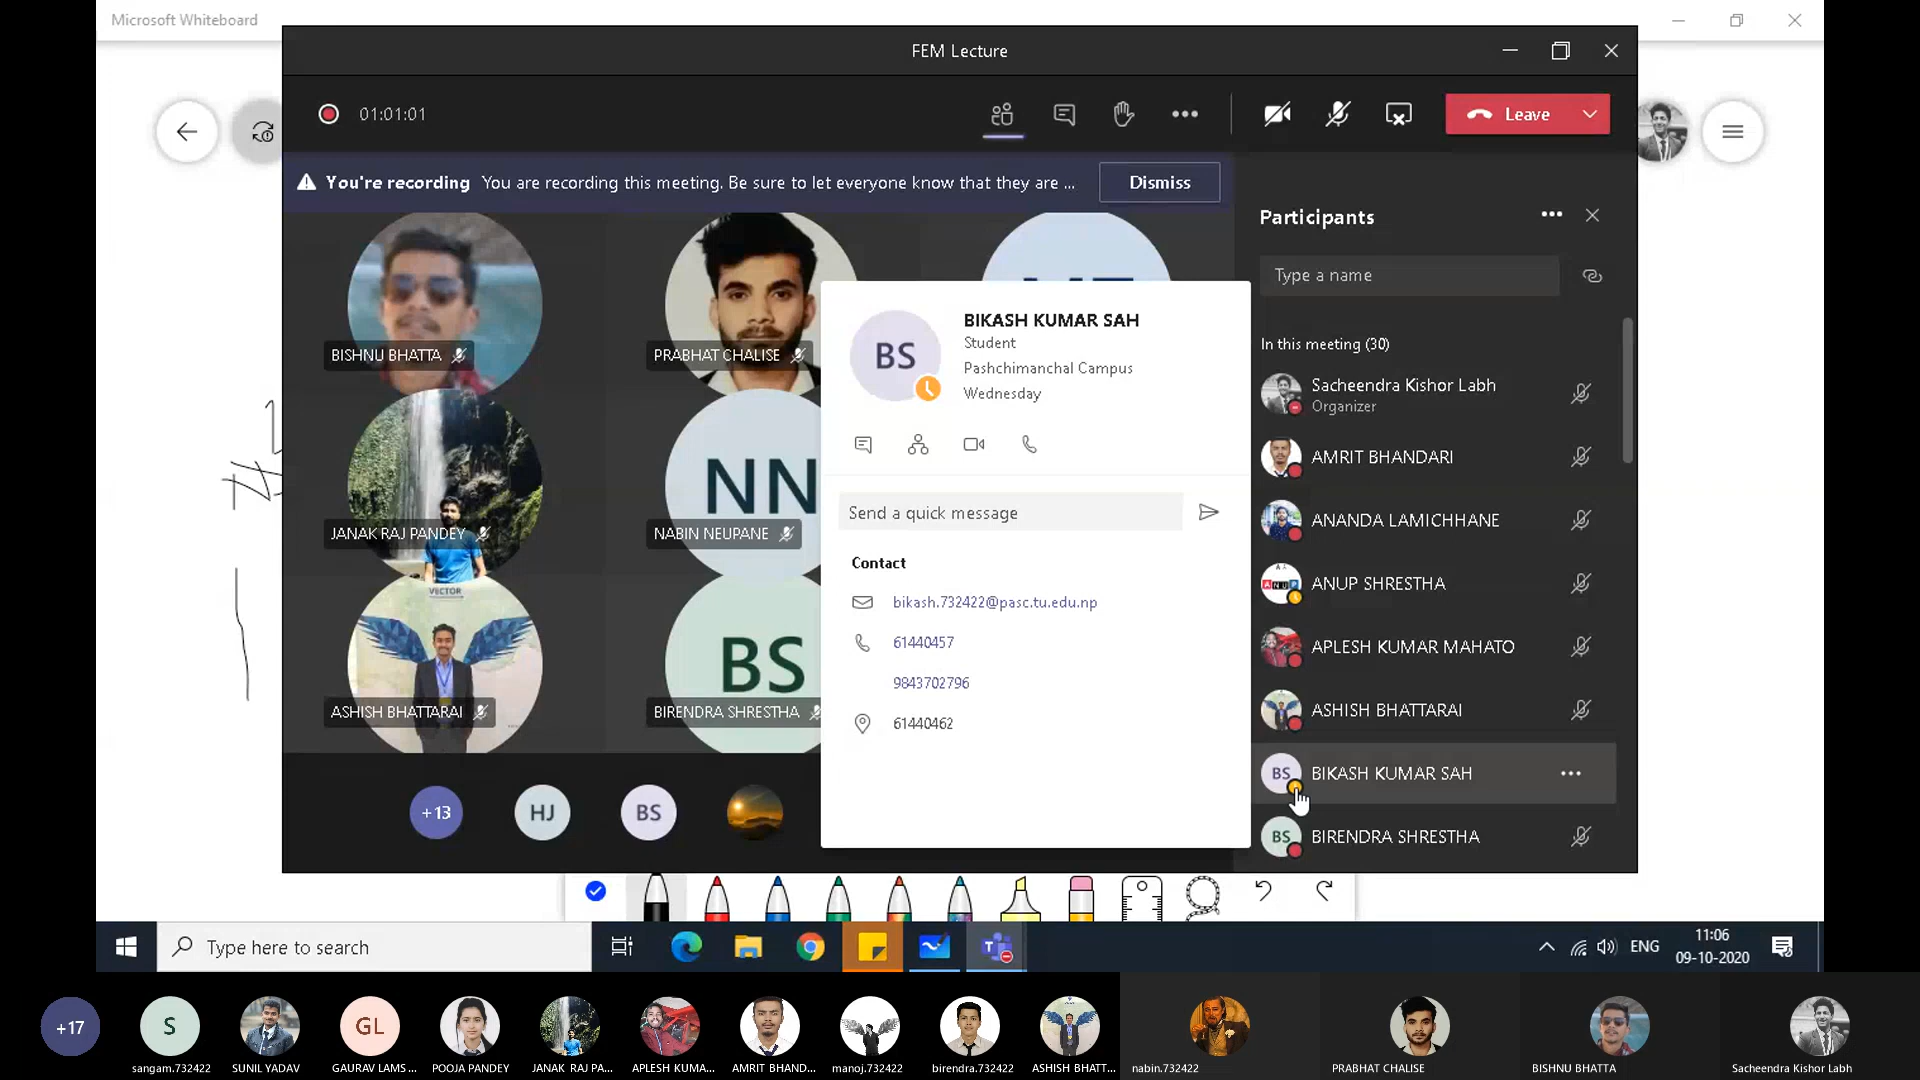 Microsoft Whiteboard
FEM Lecture
01:01:01
Leave
You're recording You are recording this meeting. Be sure to let everyone know that they are ...
Dismiss
Participants
Type a name
In this meeting (30)
Sacheendra Kishor Labh
Organizer
AMRIT BHANDARI
ANANDA LAMICHHANE
ANUP
ANUP SHRESTHA
APLESH KUMAR MAHATO
ASHISH BHATTARAI
BS
BIKASH KUMAR SAH
BS
BIRENDRA SHRESTHA
BISHNU BHATTA
PRABHAT CHALISE
JANAK RAJ PANDEY
NN
NABIN NEUPANE
VECTOR
ASHISH BHATTARAI
BS
BIRENDRA SHRESTHA
+13
HJ
BS
BS
BIKASH KUMAR SAH
Student
Pashchimanchal Campus
Wednesday
Send a quick message
Contact
bikash.732422@pasc.tu.edu.np
61440457
9843702796
61440462
Type here to search
ENG
11:06
09-10-2020
+17
S
GL
sangam.732422
SUNIL YADAV
GAURAV LAMS...
POOJA PANDEY
JANAK RAJ PA...
APLESH KUMA...
AMRIT BHAND...
manoj.732422
birendra.732422
ASHISH BHATT...
nabin.732422
PRABHAT CHALISE
BISHNU BHATTA
Sacheendra Kishor Labh